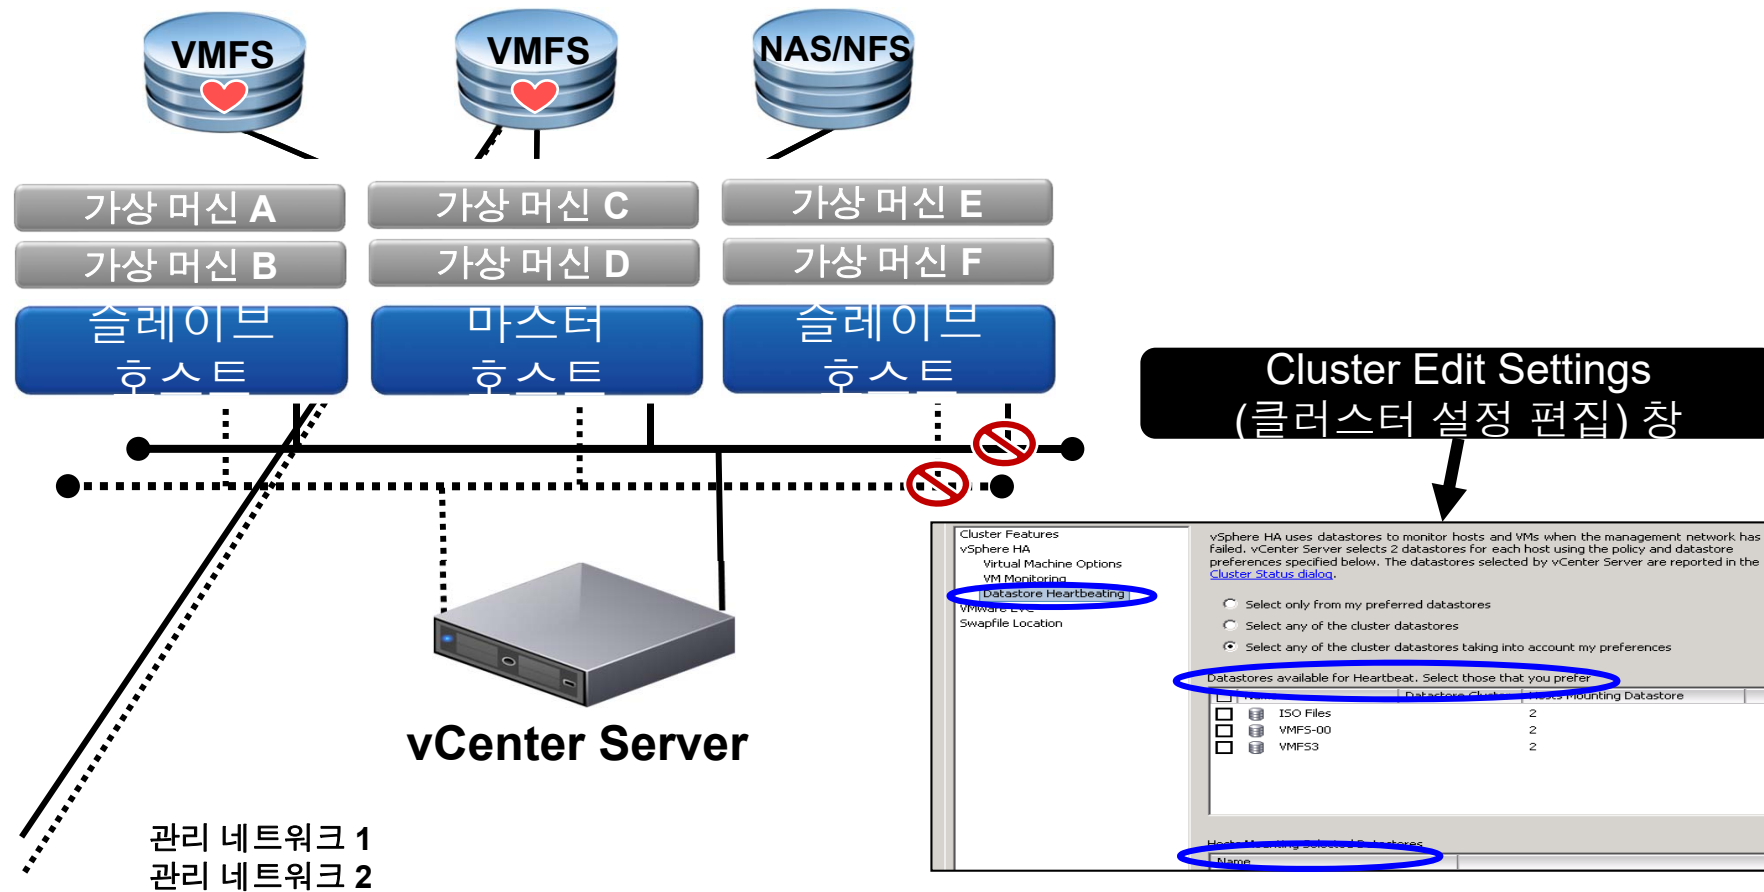 VMFS
VMFS
NAS/NFS
가상 머신 A
가상 머신 C
가상 머신 E
가상 머신 B
가상 머신 D
가상 머신 F
슬레이브
호스트
마스터
호스트
슬레이브
호스트
vCenter Server
관리 네트워크 1
관리 네트워크 2
Cluster Edit Settings
(클러스터 설정 편집) 창
Cluster Features
vSphere HA
Virtual Machine Options
VM Monitoring
Datastore Heartbeating
VMware EVC
Swapfile Location
vSphere HA uses datastores to monitor hosts and VMs when the management network has
failed. vCenter Server selects 2 datastores for each host using the policy and datastore
preferences specified below. The datastores selected by vCenter Server are reported in the
Cluster Status dialog.
Select only from my preferred datastores
Select any of the cluster datastores
Select any of the cluster datastores taking into account my preferences
Datastores available for Heartbeat. Select those that you prefer
Name Datastore Cluster Hosts Mounting Datastore
ISO Files 2
VMFS-00 2
VMFS3 2
Hosts Mounting Selected Datastores
Name